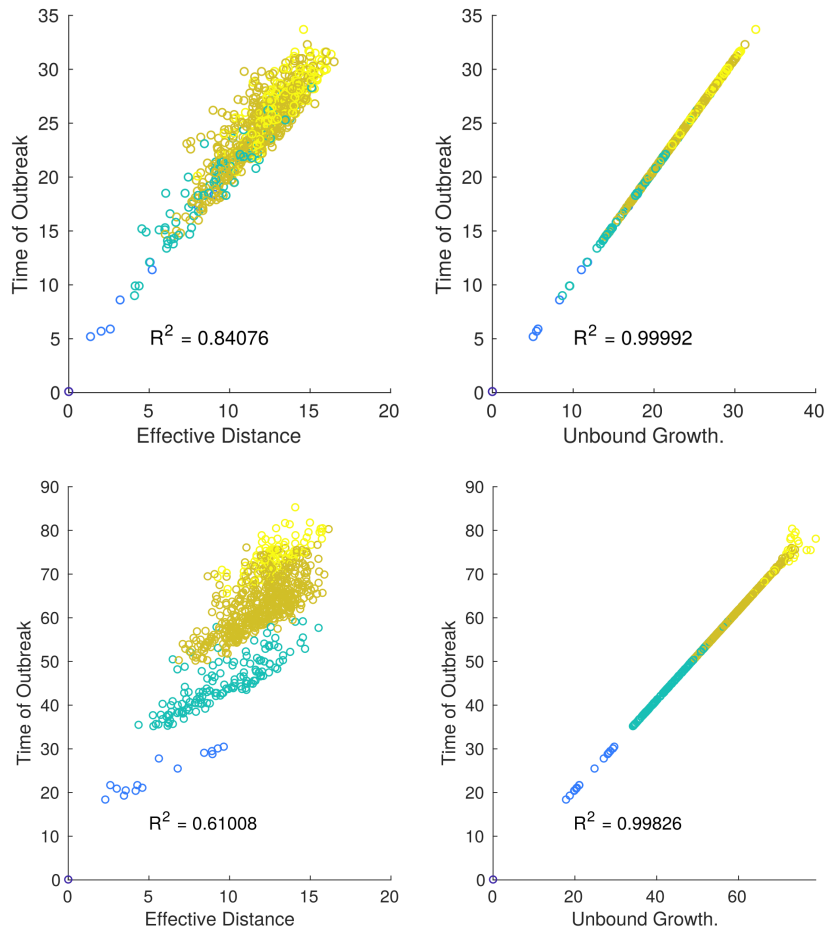 35
30
25
20
15
10
5
0
Time of Outbreak
R² = 0.84076
0 5 10 15 20
Effective Distance
35
30
25
20
15
10
5
0
Time of Outbreak
R² = 0.99992
0 10 20 30 40
Unbound Growth.
90
80
70
60
50
40
30
20
10
0
Time of Outbreak
R² = 0.61008
0 5 10 15 20
Effective Distance
90
80
70
60
50
40
30
20
10
0
Time of Outbreak
R² = 0.99826
0 20 40 60
Unbound Growth.